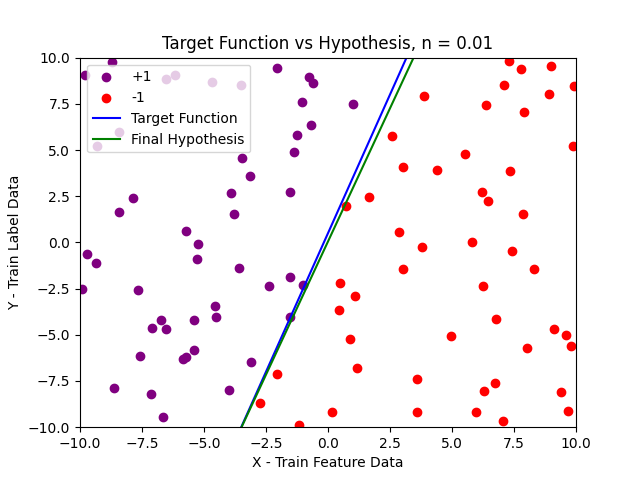 Target Function vs Hypothesis, n = 0.01
+1
-1
Target Function
Final Hypothesis
10.0
7.5
5.0
2.5
0.0
−2.5
−5.0
−7.5
−10.0
Y - Train Label Data
−10.0 −7.5 −5.0 −2.5 0.0 2.5 5.0 7.5 10.0
X - Train Feature Data